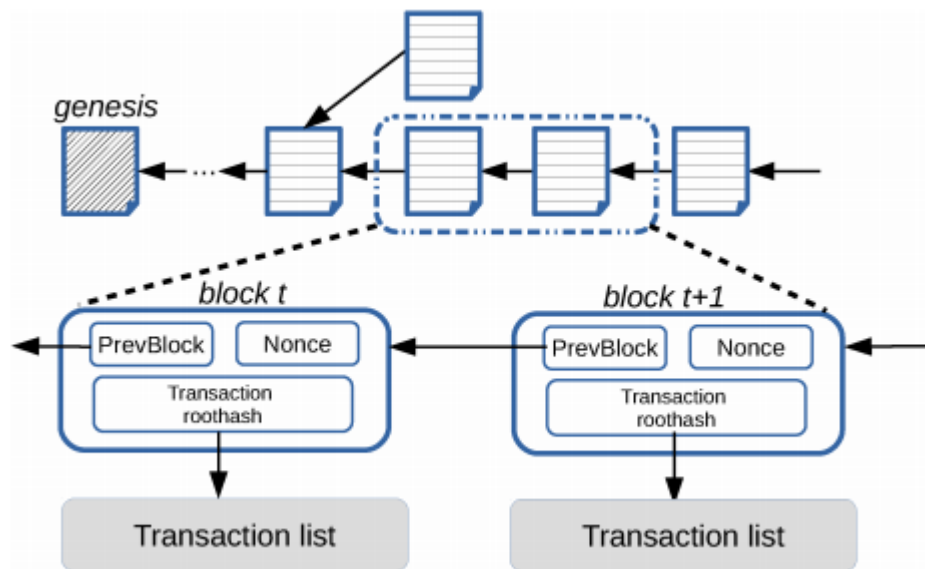 genesis
...
block t
block t+1
PrevBlock
Nonce
PrevBlock
Nonce
Transaction
roothash
Transaction
roothash
Transaction list
Transaction list